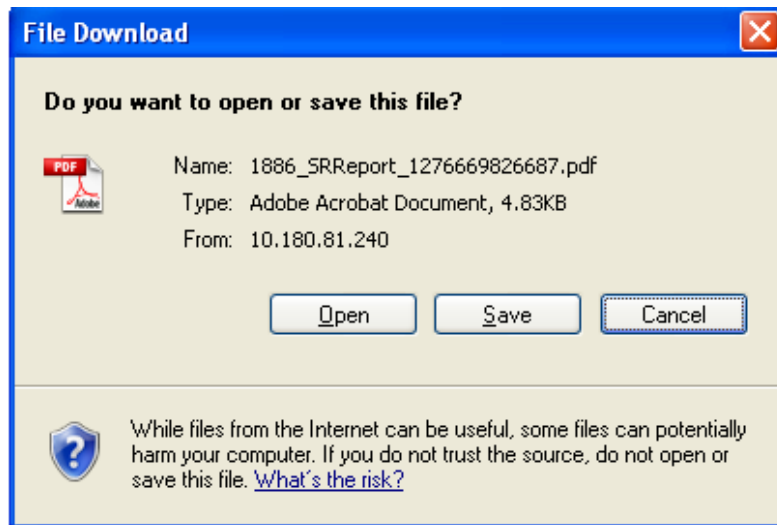 File Download
Do you want to open or save this file?
PDF
Adobe
Name: 1886_SRReport_1276669826687.pdf
Type: Adobe Acrobat Document, 4.83KB
From: 10.180.81.240
Open Save Cancel
While files from the Internet can be useful, some files can potentially
harm your computer. If you do not trust the source, do not open or
save this file. What's the risk?